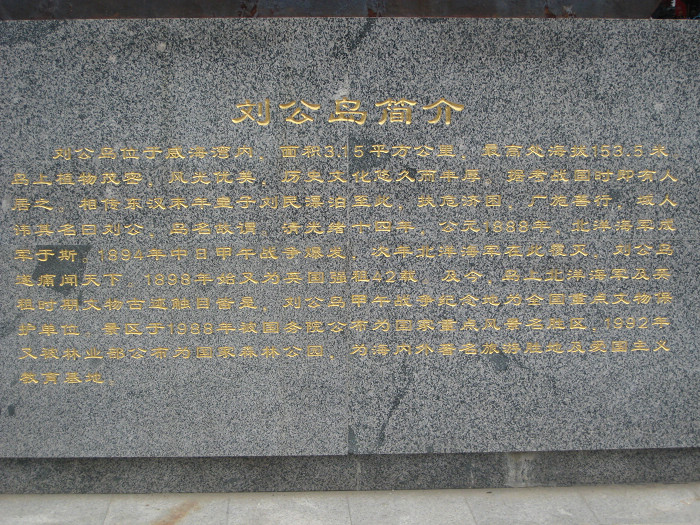 刘公岛简介
刘公岛位于威海湾内，面积3.15平方公里，最高处海拔153.5米，
岛上植物茂密，风光优美，历史文化悠久而丰厚。据考战国时即有人
居之，相传东汉末年皇子刘民漂泊至此，扶危济困，广施善行，域人
讳其名曰刘公，岛名故谓。清光绪十四年，公元1888年，北洋海军成
军于斯；1894年中日甲午战争爆发，次年北洋海军在此覆灭，刘公岛
惨痛闻天下。1898年始又为英国强租42载。及今，岛上北洋海军及英
租时期文物古迹触目皆是，刘公岛甲午战争纪念地为全国重点文物保
护单位。景区于1988年被国务院公布为国家重点风景名胜区，1992年
又被林业部公布为国家森林公园，为海内外著名旅游胜地及爱国主义
教育基地。